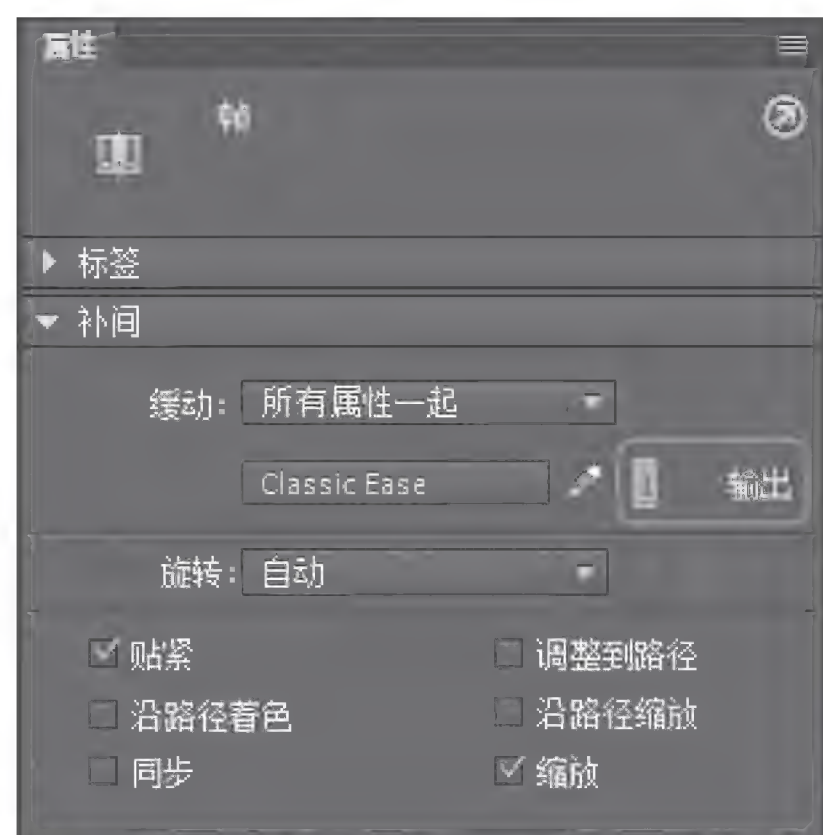 属性
帧
标签
补间
缓动: 所有属性一起
Classic Ease 输出
旋转: 自动
贴紧 调整到路径
沿路径着色 沿路径缩放
同步 缩放